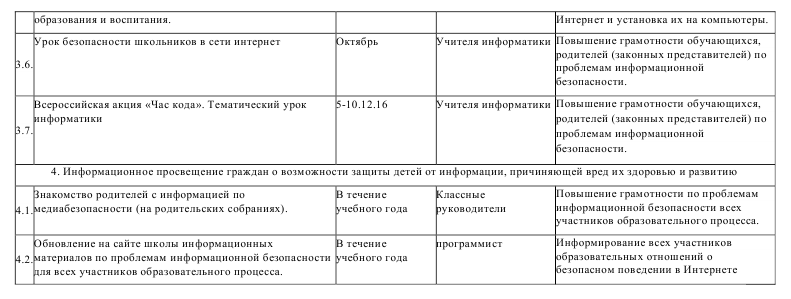 образования и воспитания.
Интернет и установка их на компьютеры.
3.6.
Урок безопасности школьников в сети интернет
Октябрь
Учителя информатики
Повышение грамотности обучающихся,
родителей (законных представителей) по
проблемам информационной
безопасности.
3.7.
Всероссийская акция «Час кода». Тематический урок
информатики
5-10.12.16
Учителя информатики
Повышение грамотности обучающихся,
родителей (законных представителей) по
проблемам информационной
безопасности.
4. Информационное просвещение граждан о возможности защиты детей от информации, причиняющей вред их здоровью и развитию
4.1.
Знакомство родителей с информацией по
медиабезопасности (на родительских собраниях).
В течение
учебного года
Классные
руководители
Повышение грамотности по проблемам
информационной безопасности всех
участников образовательного процесса.
4.2.
Обновление на сайте школы информационных
материалов по проблемам информационной безопасности
для всех участников образовательного процесса.
В течение
учебного года
программист
Информирование всех участников
образовательных отношений о
безопасном поведении в Интернете